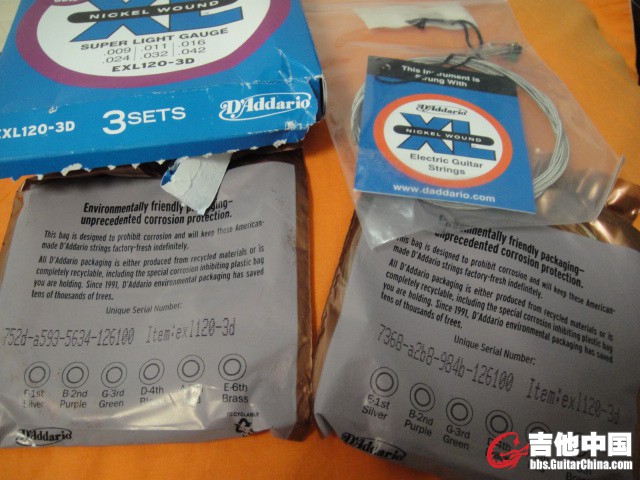 XL
NICKEL WOUND
SUPER LIGHT GAUGE
.009 .011 .016
.024 .032 .042
EXL120-3D
EXL120-3D
3 SETS
D'Addario
This Instrument is
Strung With
D'Addario
XL
NICKEL WOUND
Electric Guitar
Strings
www.daddario.com
Environmentally friendly packaging-
unprecedented corrosion protection.
This bag is designed to prohibit corrosion and will keep these American-
made D'Addario strings factory-fresh indefinitely.
All D'Addario packaging is either produced from recycled materials or is
completely recyclable, including the special corrosion inhibiting plastic bag
you are holding. Since 1991, D'Addario environmental packaging has saved
tens of thousands of trees.
Unique Serial Number:
752d-a593-5634-126100 Item:exl120-3d
E-1st
Silver
B-2nd
Purple
G-3rd
Green
D-4th
E-6th
Brass
RECYCLABLE
D'Addario
Environmentally friendly packaging-
unprecedented corrosion protection.
This bag is designed to prohibit corrosion and will keep these American-
made D'Addario strings factory-fresh indefinitely.
All D'Addario packaging is either produced from recycled materials or is
completely recyclable, including the special corrosion inhibiting plastic bag
you are holding. Since 1991, D'Addario environmental packaging has saved
tens of thousands of trees.
Unique Serial Number:
7368-a2b8-984b-126100 Item:exl120-3d
E-1st
Silver
B-2nd
Purple
G-3rd
Green
D-4th
D'Addario
吉他中国
bbs.GuitarChina.com